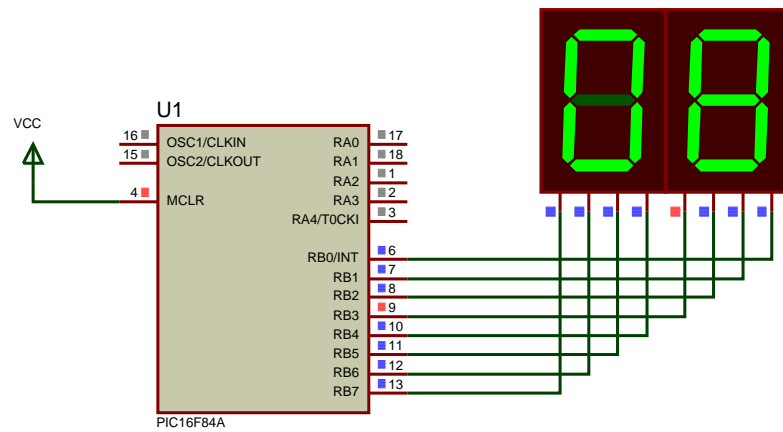 08
U1
VCC
16 OSC1/CLKIN RA0 17
15 OSC2/CLKOUT RA1 18
RA2 1
4 MCLR RA3 2
RA4/T0CKI 3
RB0/INT 6
RB1 7
RB2 8
RB3 9
RB4 10
RB5 11
RB6 12
RB7 13
PIC16F84A